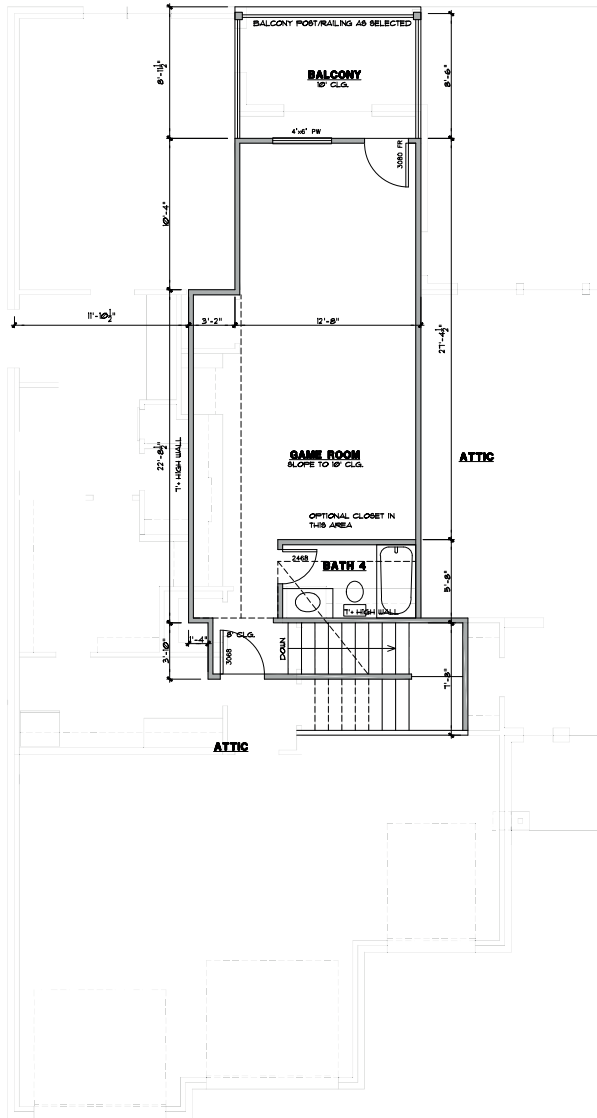 BALCONY POST/RAILING AS SELECTED
8'-11½"
BALCONY
10' CLG.
8'-6"
4'x6' PW
3080 FR
10'-4"
11'-10½"
3'-2"
12'-8"
27'-4½"
22'-8½"
7'+ HIGH WALL
GAME ROOM
SLOPE TO 10' CLG.
ATTIC
OPTIONAL CLOSET IN
THIS AREA
2468
BATH 4
5'-8"
7'+ HIGH WALL
1'-4"
8' CLG.
3'-10"
3068
DOWN
7'-8"
ATTIC